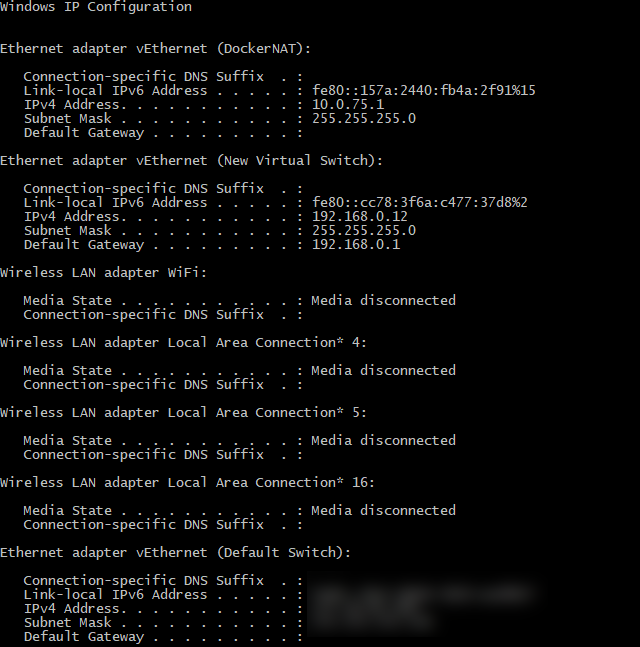 Windows IP Configuration
Ethernet adapter vEthernet (DockerNAT):
Connection-specific DNS Suffix . :
Link-local IPv6 Address . . . . . : fe80::157a:2440:fb4a:2f91%15
IPv4 Address. . . . . . . . . . . : 10.0.75.1
Subnet Mask . . . . . . . . . . . : 255.255.255.0
Default Gateway . . . . . . . . . :
Ethernet adapter vEthernet (New Virtual Switch):
Connection-specific DNS Suffix . :
Link-local IPv6 Address . . . . . : fe80::cc78:3f6a:c477:37d8%2
IPv4 Address. . . . . . . . . . . : 192.168.0.12
Subnet Mask . . . . . . . . . . . : 255.255.255.0
Default Gateway . . . . . . . . . : 192.168.0.1
Wireless LAN adapter WiFi:
Media State . . . . . . . . . . . : Media disconnected
Connection-specific DNS Suffix . :
Wireless LAN adapter Local Area Connection* 4:
Media State . . . . . . . . . . . : Media disconnected
Connection-specific DNS Suffix . :
Wireless LAN adapter Local Area Connection* 5:
Media State . . . . . . . . . . . : Media disconnected
Connection-specific DNS Suffix . :
Wireless LAN adapter Local Area Connection* 16:
Media State . . . . . . . . . . . : Media disconnected
Connection-specific DNS Suffix . :
Ethernet adapter vEthernet (Default Switch):
Connection-specific DNS Suffix . :
Link-local IPv6 Address . . . . . :
IPv4 Address. . . . . . . . . . . :
Subnet Mask . . . . . . . . . . . :
Default Gateway . . . . . . . . . :